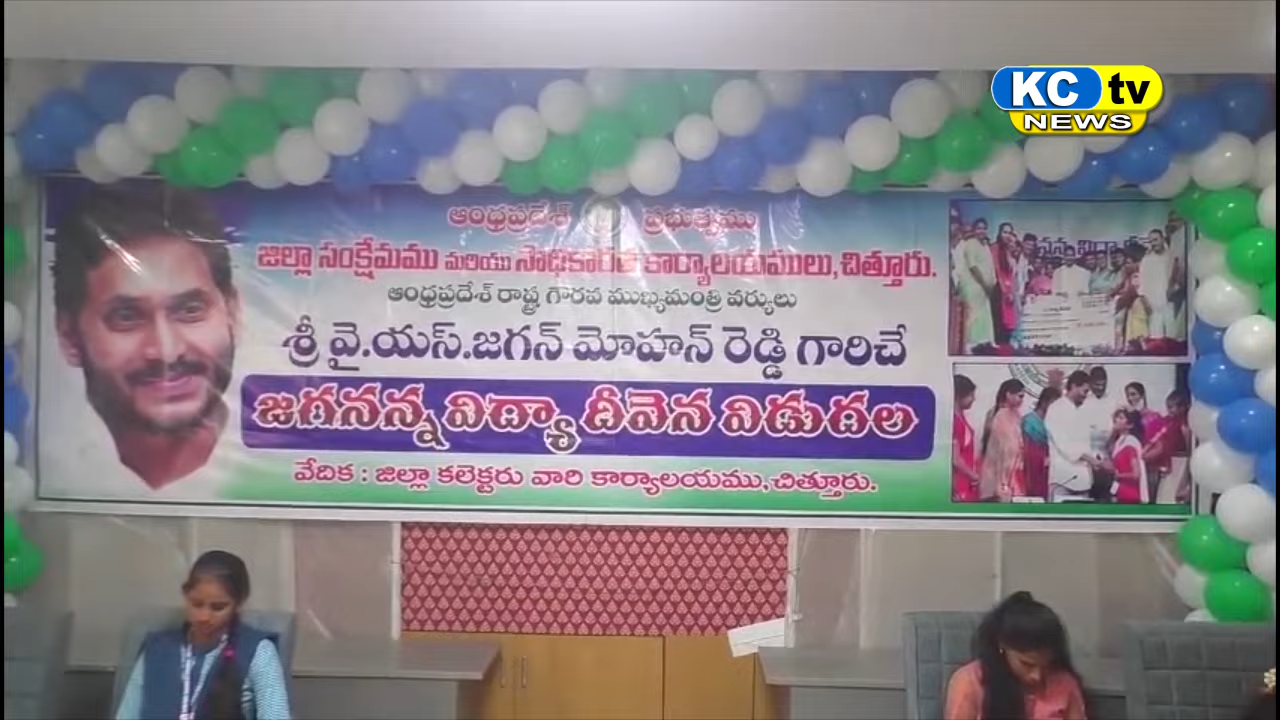 KC tv
NEWS
ఆంధ్రప్రదేశ్ ప్రభుత్వము
జిల్లా సంక్షేమము మరియు సాధికారత కార్యాలయములు, చిత్తూరు.
ఆంధ్రప్రదేశ్ రాష్ట్ర గౌరవ ముఖ్యమంత్రి వర్యులు
శ్రీ వై.యస్.జగన్ మోహన్ రెడ్డి గారిచే
జగనన్న విద్యా దీవెన విడుదల
వేదిక : జిల్లా కలెక్టరు వారి కార్యాలయము, చిత్తూరు.